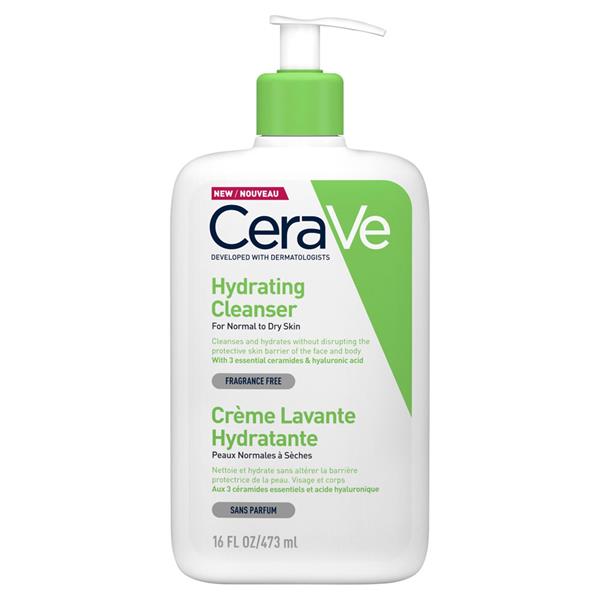 NEW / NOUVEAU
CeraVe
DEVELOPED WITH DERMATOLOGISTS
Hydrating
Cleanser
For Normal to Dry Skin
Cleanses and hydrates without disrupting the
protective skin barrier of the face and body
With 3 essential ceramides & hyaluronic acid
FRAGRANCE FREE
Crème Lavante
Hydratante
Peaux Normales à Sèches
Nettoie et hydrate sans altérer la barrière
protectrice de la peau. Visage et corps
Aux 3 céramides essentiels et acide hyaluronique
SANS PARFUM
16 FL OZ/473 ml